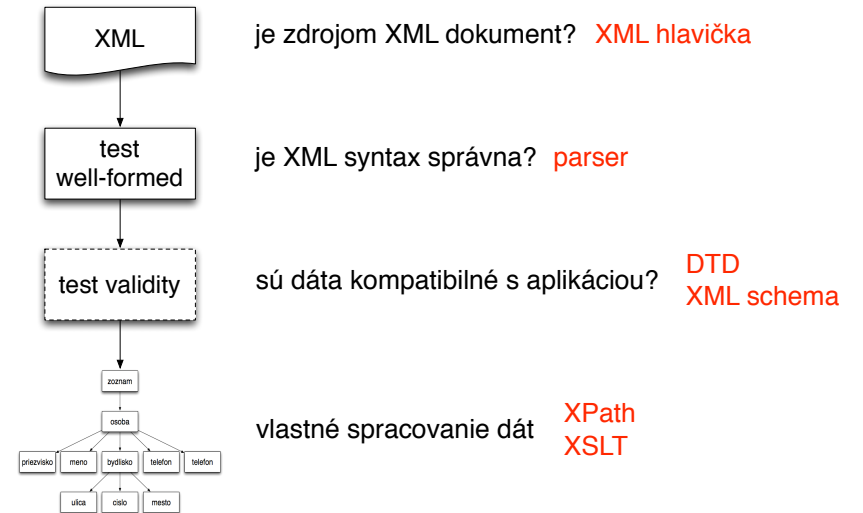 XML
je zdrojom XML dokument? XML hlavička
test
well-formed
je XML syntax správna? parser
test validity
sú dáta kompatibilné s aplikáciou?
DTD
XML schema
zoznam
osoba
priezvisko meno bydlisko telefon telefon
ulica cislo mesto
vlastné spracovanie dát
XPath
XSLT